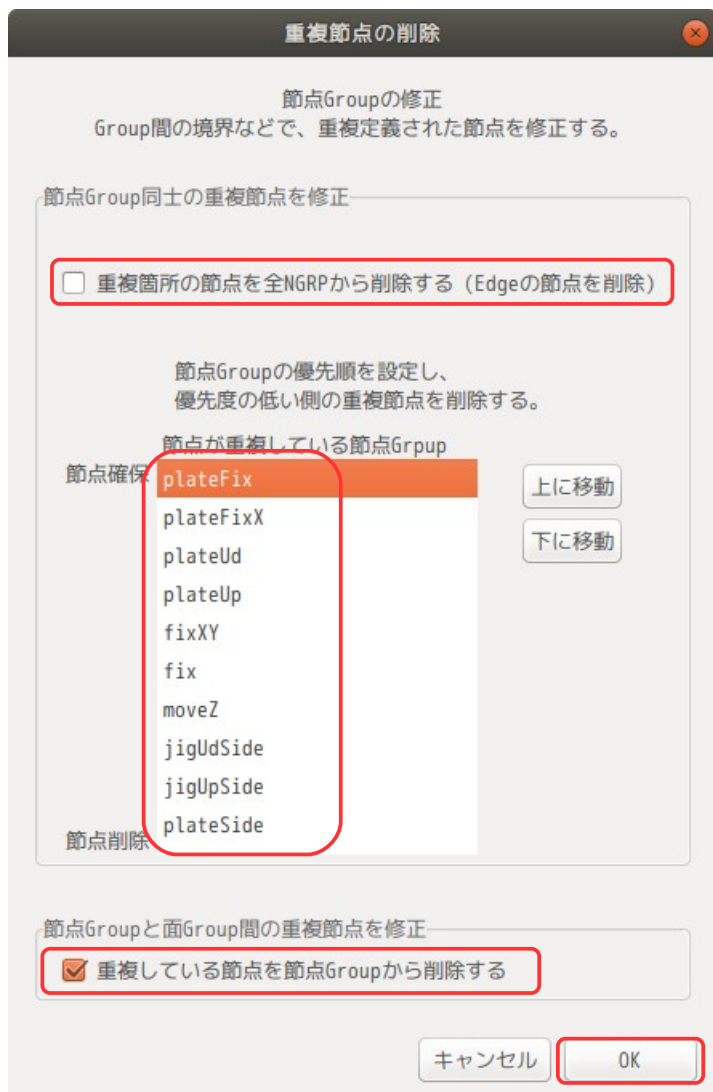 重複節点の削除
節点Groupの修正
Group間の境界などで、重複定義された節点を修正する。
節点Group同士の重複節点を修正
重複箇所の節点を全NGRPから削除する (Edgeの節点を削除)
節点Groupの優先順を設定し、
優先度の低い側の重複節点を削除する。
節点が重複している節点Grpup
節点確保
plateFix
上に移動
plateFixX
下に移動
plateUd
plateUp
fixXY
fix
moveZ
jigUdSide
jigUpSide
plateSide
節点削除
節点Groupと面Group間の重複節点を修正
重複している節点を節点Groupから削除する
キャンセル
OK